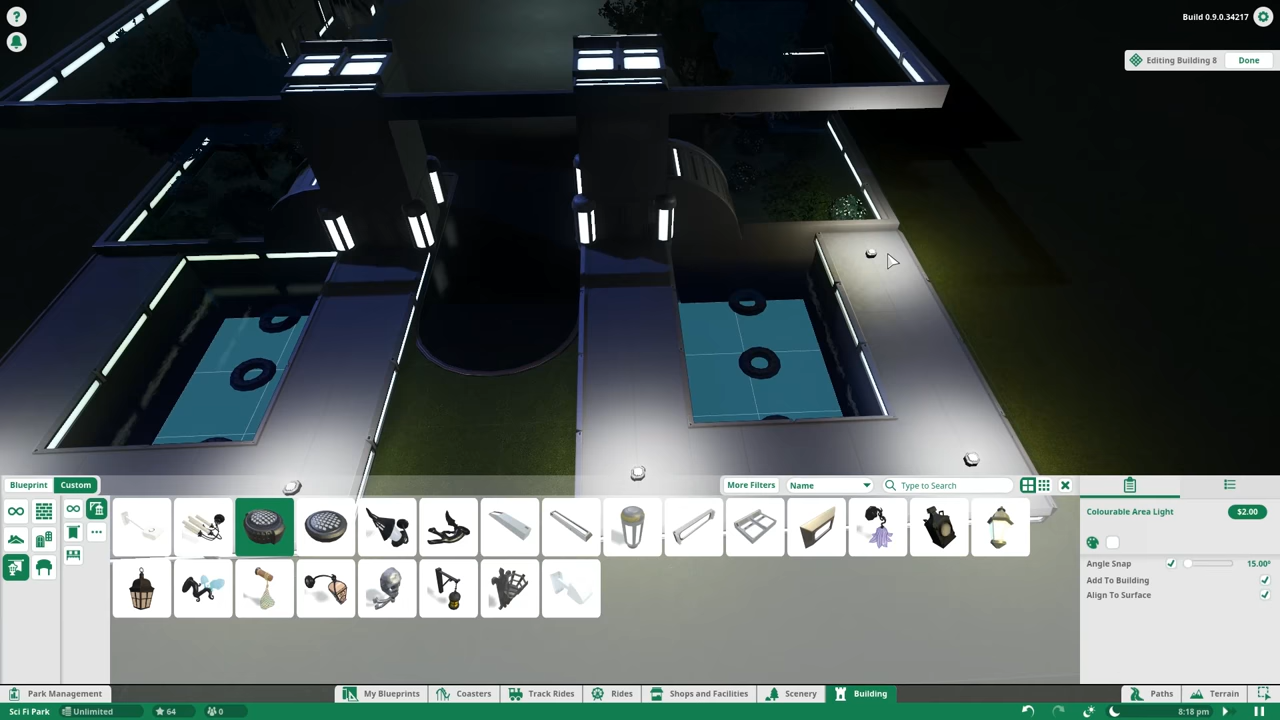 Build 0.9.0.34217
Editing Building 8
Done
Blueprint
Custom
More Filters
Name
Type to Search
Colourable Area Light
$2.00
Angle Snap
15.00°
Add To Building
Align To Surface
Park Management
My Blueprints
Coasters
Track Rides
Rides
Shops and Facilities
Scenery
Building
Paths
Terrain
Sci Fi Park
Unlimited
64
0
8:18 pm